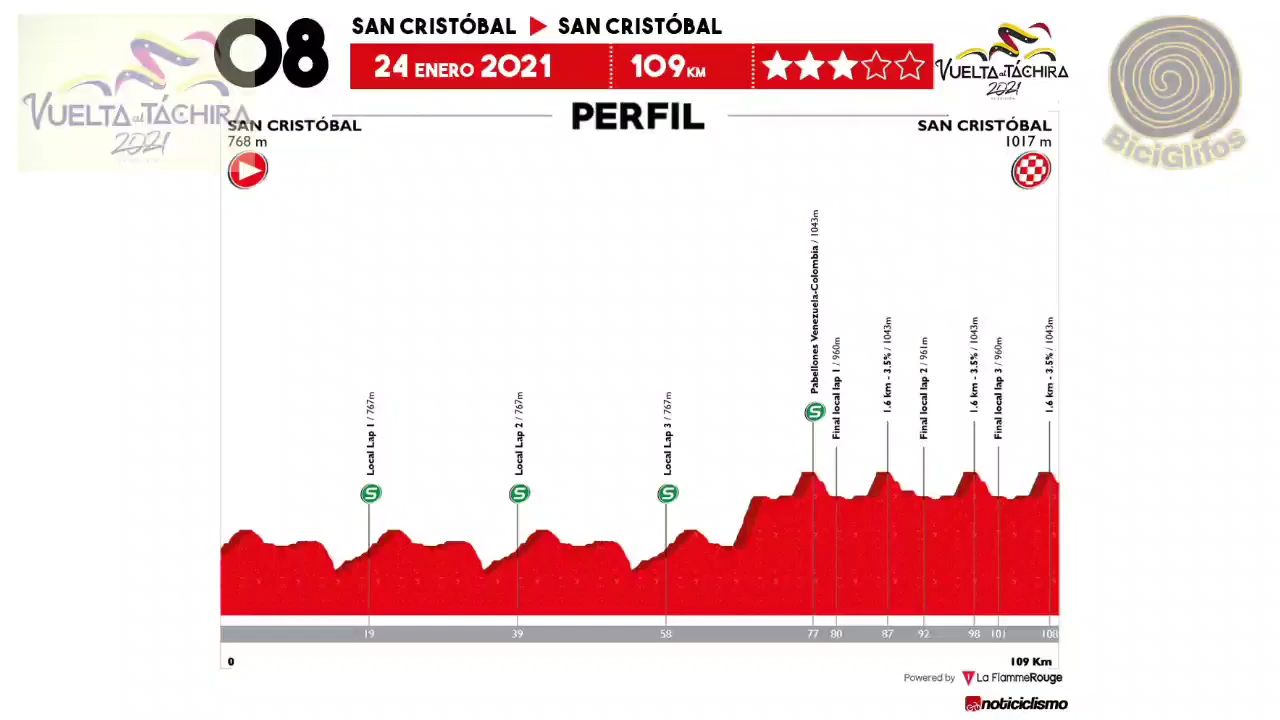 VUELTA al TÁCHIRA
2021
08
SAN CRISTÓBAL ▶ SAN CRISTÓBAL
24 ENERO 2021
109KM
VUELTA al TÁCHIRA
2021
BiciGlifos
PERFIL
SAN CRISTÓBAL
768 m
SAN CRISTÓBAL
1017 m
Local Lap 1 / 767m
S
Local Lap 2 / 767m
S
Local Lap 3 / 767m
S
Pabellones Venezuela-Colombia / 1043m
S
Final local lap 1 / 960m
1.6 km - 3.5% / 1043m
Final local lap 2 / 961m
1.6 km - 3.5% / 1043m
Final local lap 3 / 960m
1.6 km - 3.5% / 1043m
19 39 58 77 80 87 92 98 101 108
0
109 Km
Powered by La FlammeRouge
noticiclismo